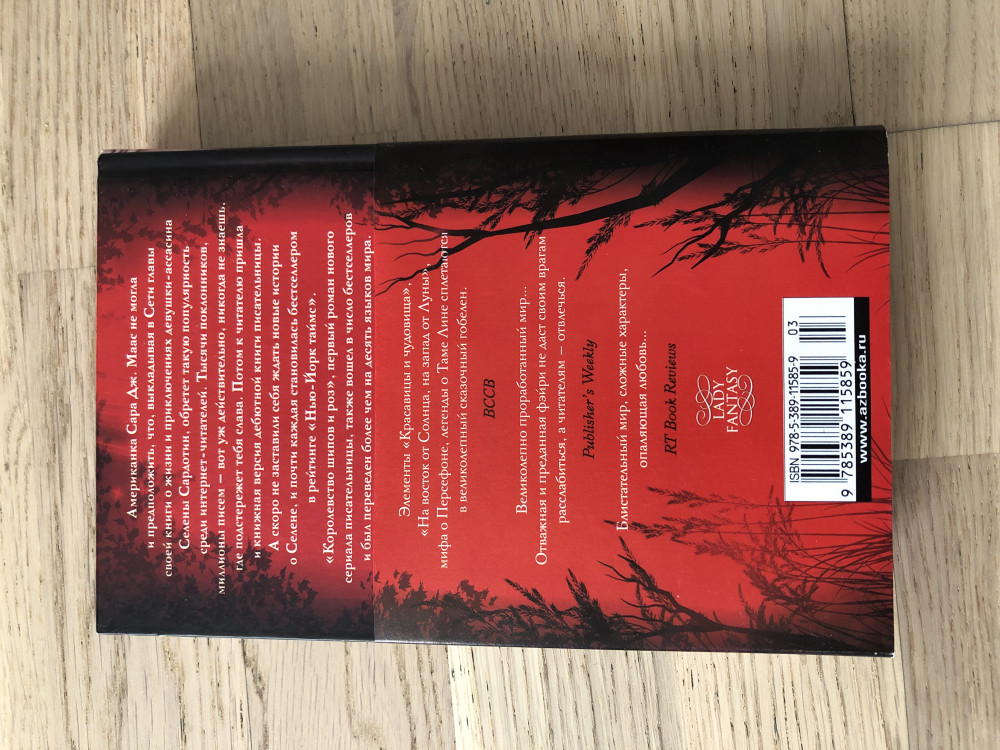 Американка Сара Дж. Маас не могла
и предположить, что, выкладывая в Сети главы
своей книги о жизни и приключениях девушки-ассасина
Селены Сардотин, обретет такую популярность
среди интернет-читателей. Тысячи поклонников,
миллионы писем — вот уж действительно, никогда не знаешь,
где подстережет тебя слава. Потом к читателю пришла
и книжная версия дебютной книги писательницы.
А скоро не заставили себя ждать новые истории
о Селене, и почти каждая становилась бестселлером
в рейтинге «Нью-Йорк таймс».
«Королевство шипов и роз», первый роман нового
сериала писательницы, также вошел в число бестселлеров
и был переведен более чем на десять языков мира.
Элементы «Красавицы и чудовища»,
«На восток от Солнца, на запад от Луны»,
мифа о Персефоне, легенды о Таме Лине сплетаются
в великолепный сказочный гобелен.
BCCB
Великолепно проработанный мир...
Отважная и преданная фэйри не даст своим врагам
расслабиться, а читателям — отвлечься.
Publisher's Weekly
Блистательный мир, сложные характеры,
опаляющая любовь...
RT Book Reviews
LADY
FANTASY
ISBN 978-5-389-11585-9
03
9 785389 115859
www.azbooka.ru